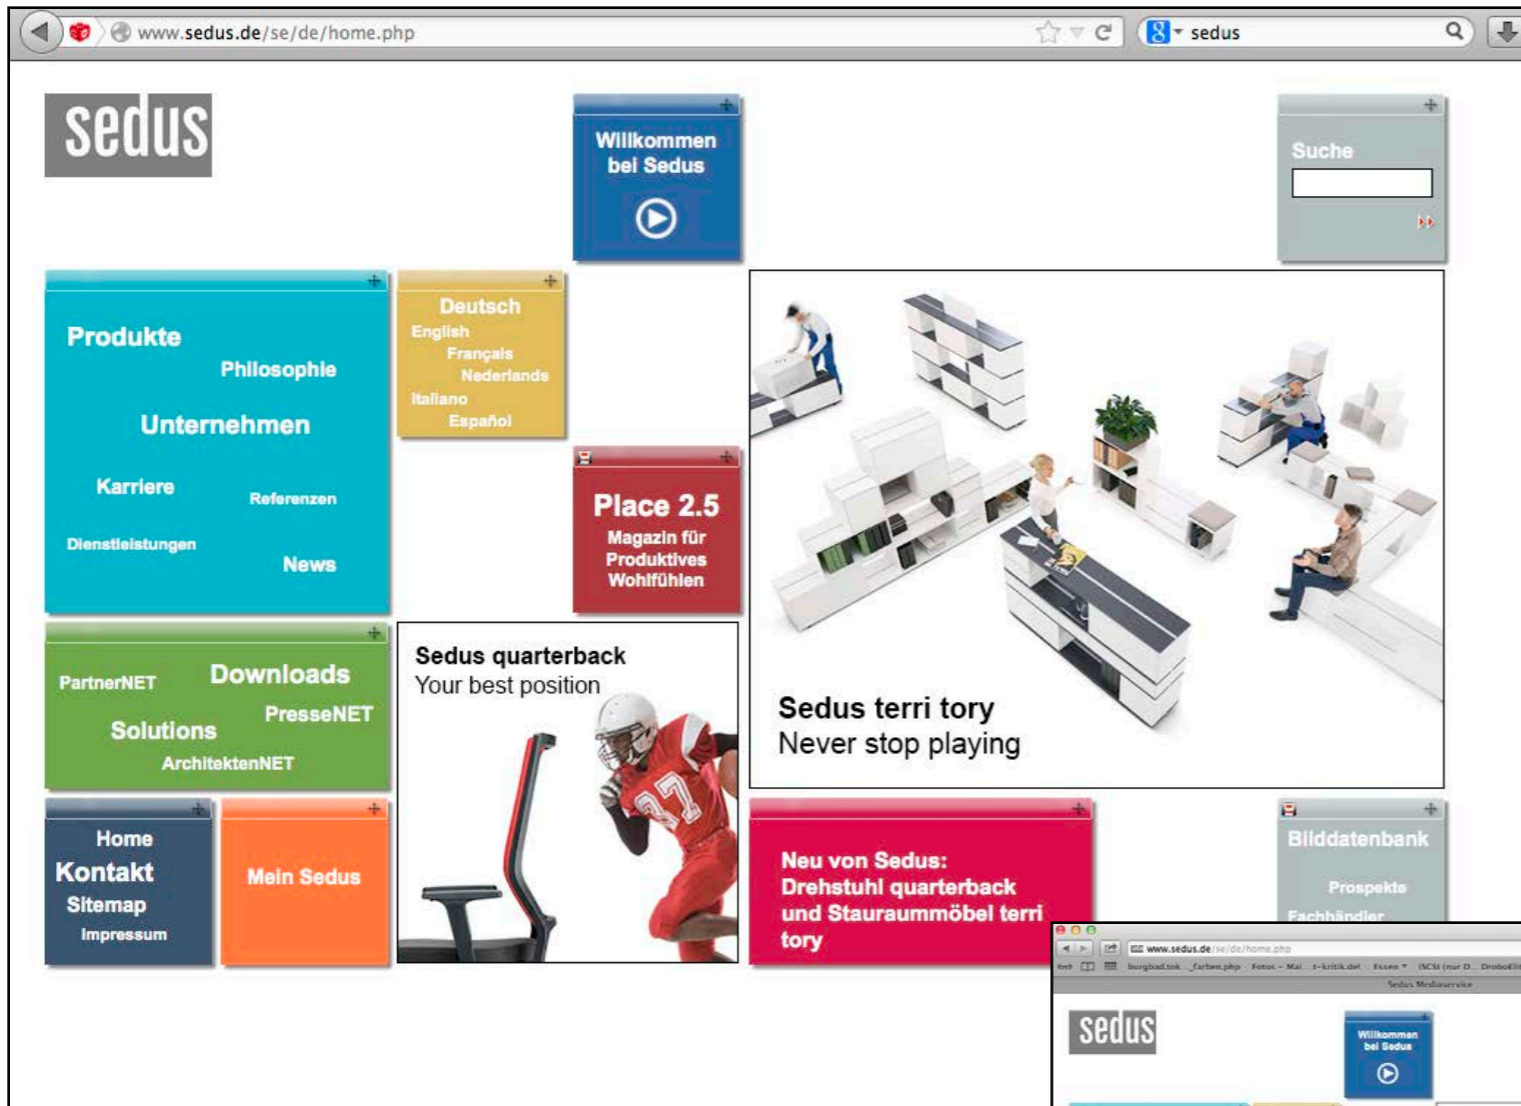 www.sedus.de/se/de/home.php
sedus
sedus
Willkommen
bei Sedus
Suche
Produkte
Philosophie
Unternehmen
Karriere
Referenzen
Dienstleistungen
News
Deutsch
English
Français
Nederlands
Italiano
Español
Place 2.5
Magazin für
Produktives
Wohlfühlen
PartnerNET
Downloads
PresseNET
Solutions
ArchitektenNET
Sedus quarterback
Your best position
37
Sedus terri tory
Never stop playing
Home
Kontakt
Sitemap
Impressum
Mein Sedus
Neu von Sedus:
Drehstuhl quarterback
und Stauraummöbel terri
tory
Bilddatenbank
Prospekte
Fachhändler
www.sedus.de/se/de/home.php
Sedus Mediaservice
sedus
Willkommen
bei Sedus